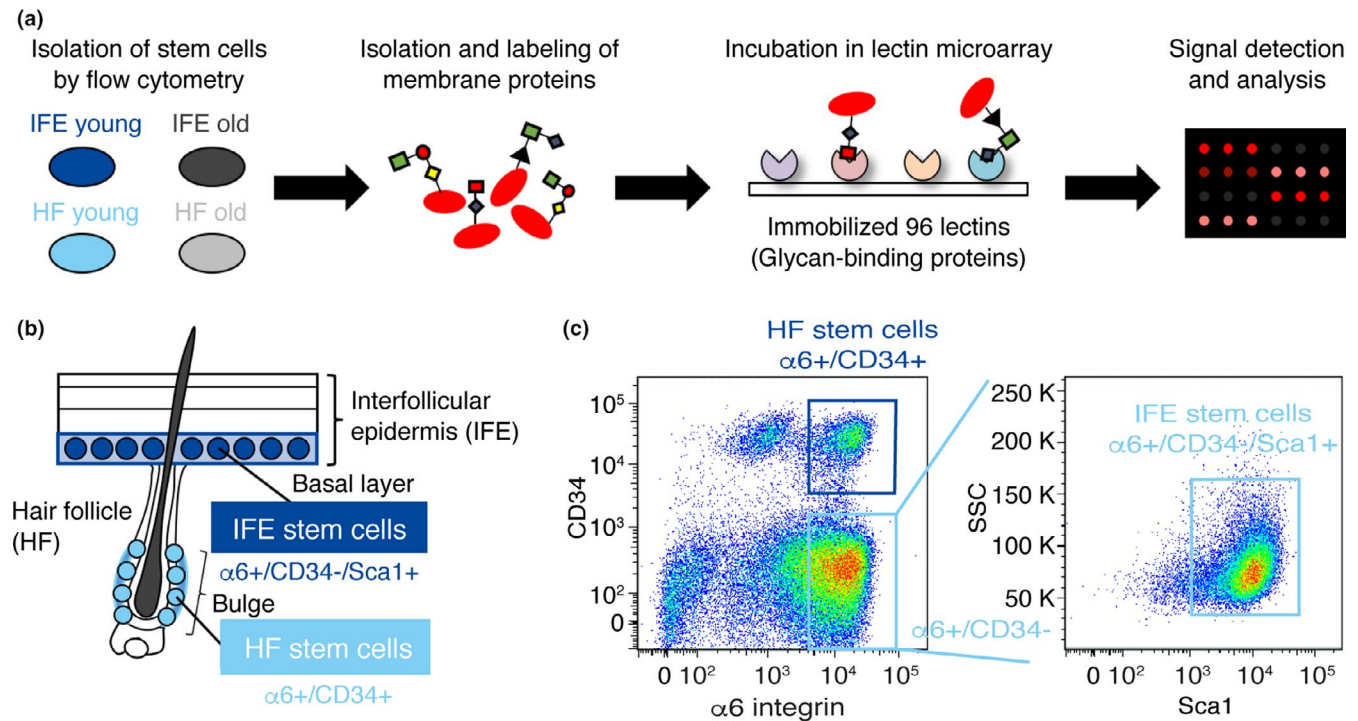 (a)
Isolation of stem cells
by flow cytometry
IFE young
IFE old
HF young
HF old
Isolation and labeling of
membrane proteins
Incubation in lectin microarray
Immobilized 96 lectins
(Glycan-binding proteins)
Signal detection
and analysis
(b)
Interfollicular
epidermis (IFE)
Basal layer
Hair follicle
(HF)
IFE stem cells
α6+/CD34-/Sca1+
Bulge
HF stem cells
α6+/CD34+
(c)
HF stem cells
α6+/CD34+
CD34
10⁵
10⁴
10³
10²
0
α6+/CD34-
0 10² 10³ 10⁴ 10⁵
α6 integrin
IFE stem cells
α6+/CD34-/Sca1+
SSC
250 K
200 K
150 K
100 K
50 K
0 10² 10³ 10⁴ 10⁵
Sca1